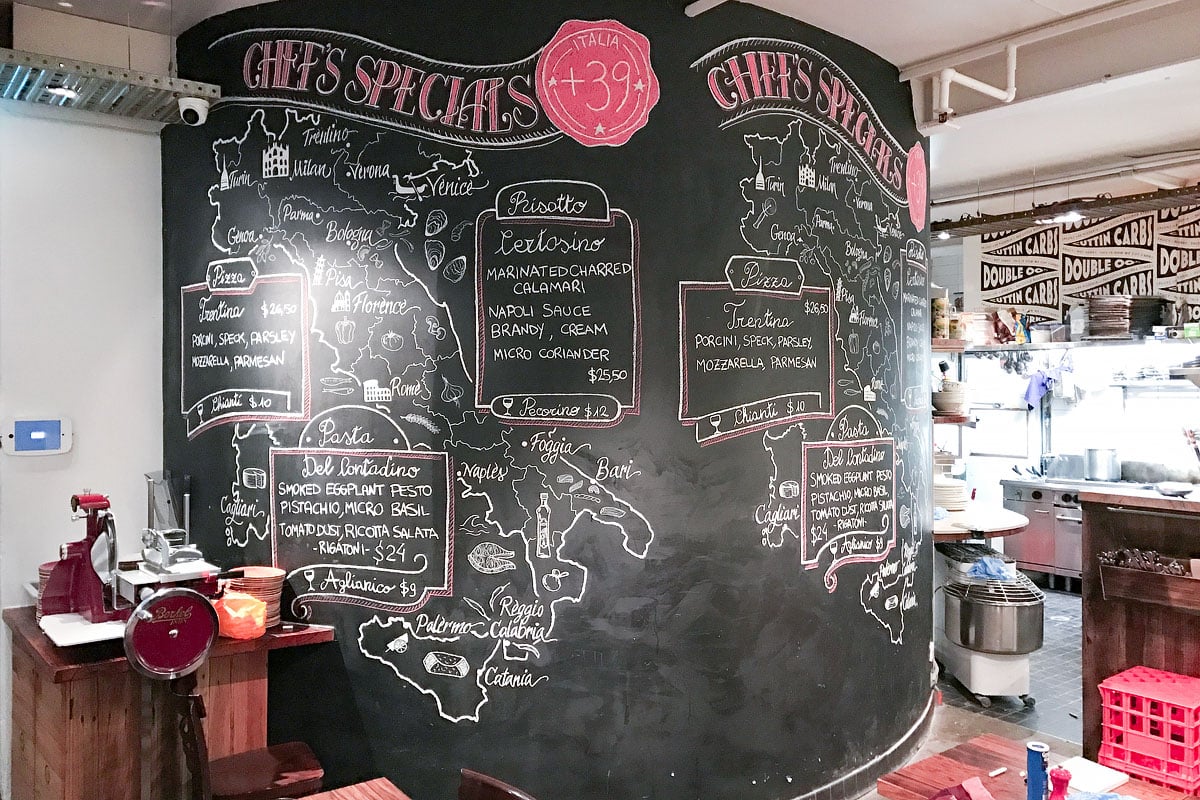 CHEF'S SPECIALS
ITALIA
+39
Trentino
Turin
Milan
Verona
Venice
Parma
Genoa
Bologna
Pisa
Florence
Rome
Pizza
Trentina $26,50
PORCINI, SPECK, PARSLEY
MOZZARELLA, PARMESAN
Chianti $10
Risotto
Certosino
MARINATED CHARRED
CALAMARI
NAPOLI SAUCE
BRANDY, CREAM
MICRO CORIANDER
$25,50
Pecorino $12
Pasta
Del Contadino
SMOKED EGGPLANT PESTO
PISTACHIO, MICRO BASIL
TOMATO DUST, RICOTTA SALATA
-RIGATONI- $24
Aglianico $9
Cagliari
Naples
Foggia
Bari
Reggio
Calabria
Palermo
Catania
Bertel
CHEF'S SPECIALS
Trentino
Turin
Milan
Verona
Parma
Genoa
Bologna
Pisa
Florence
Rome
Pizza
Trentina $26,50
PORCINI, SPECK, PARSLEY,
MOZZARELLA, PARMESAN
Chianti $10
Pasta
Del Contadino
SMOKED EGGPLANT PESTO
PISTACHIO, MICRO BASIL
TOMATO DUST, RICOTTA SALATA
$24 -RIGATONI-
Aglianico $9
Cagliari
CUTTIN CARBS
DOUBLE OO
CUTTIN CARBS
DOUBLE OO
CUTTIN CARBS
DOUBLE